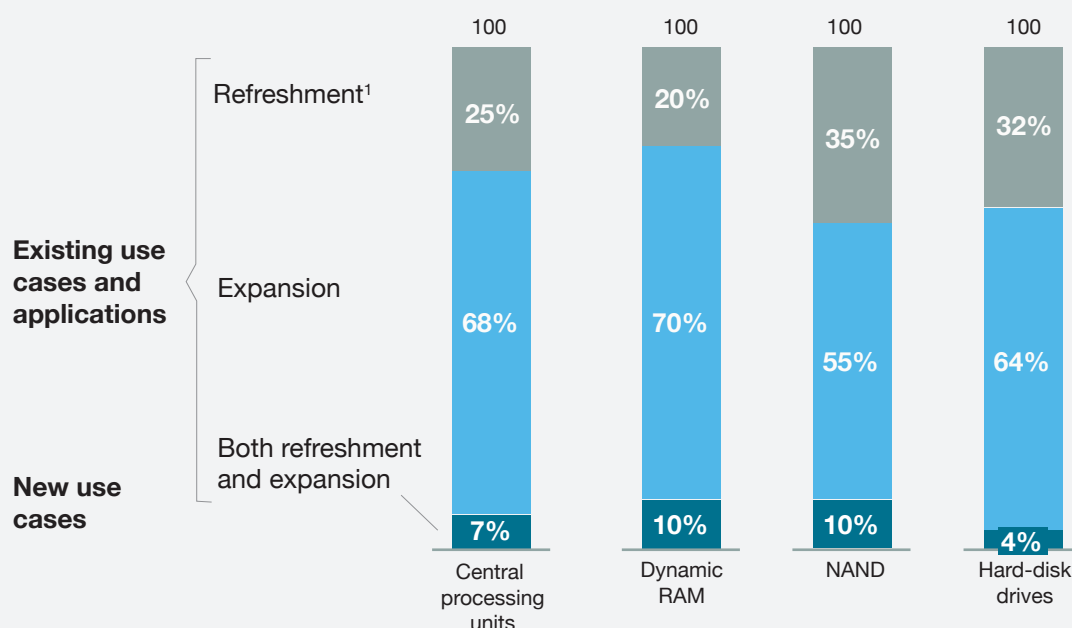 100
100
100
100
Refreshment¹
25%
20%
35%
32%
Existing use
cases and
applications
Expansion
68%
70%
55%
64%
Both refreshment
and expansion
New use
cases
7%
10%
10%
4%
Central
processing
units
Dynamic
RAM
NAND
Hard-disk
drives